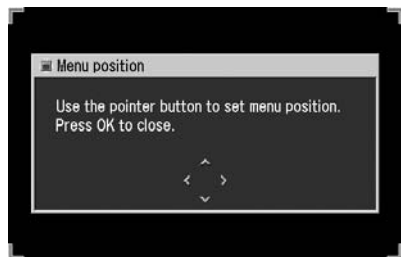 Menu position
Use the pointer button to set menu position.
Press OK to close.